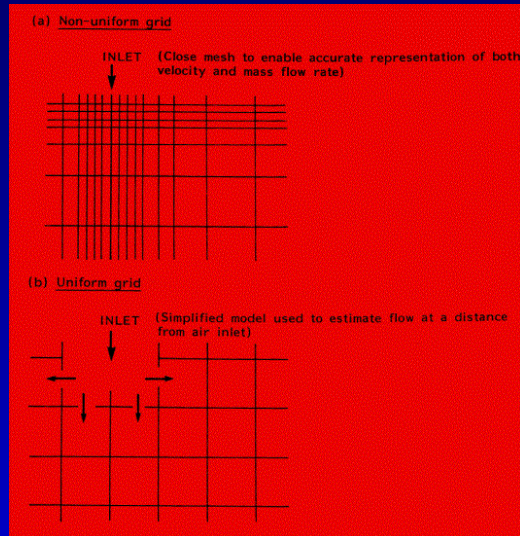 (a) Non-uniform grid
INLET (Close mesh to enable accurate representation of both
velocity and mass flow rate)
(b) Uniform grid
INLET (Simplified model used to estimate flow at a distance
from air inlet)